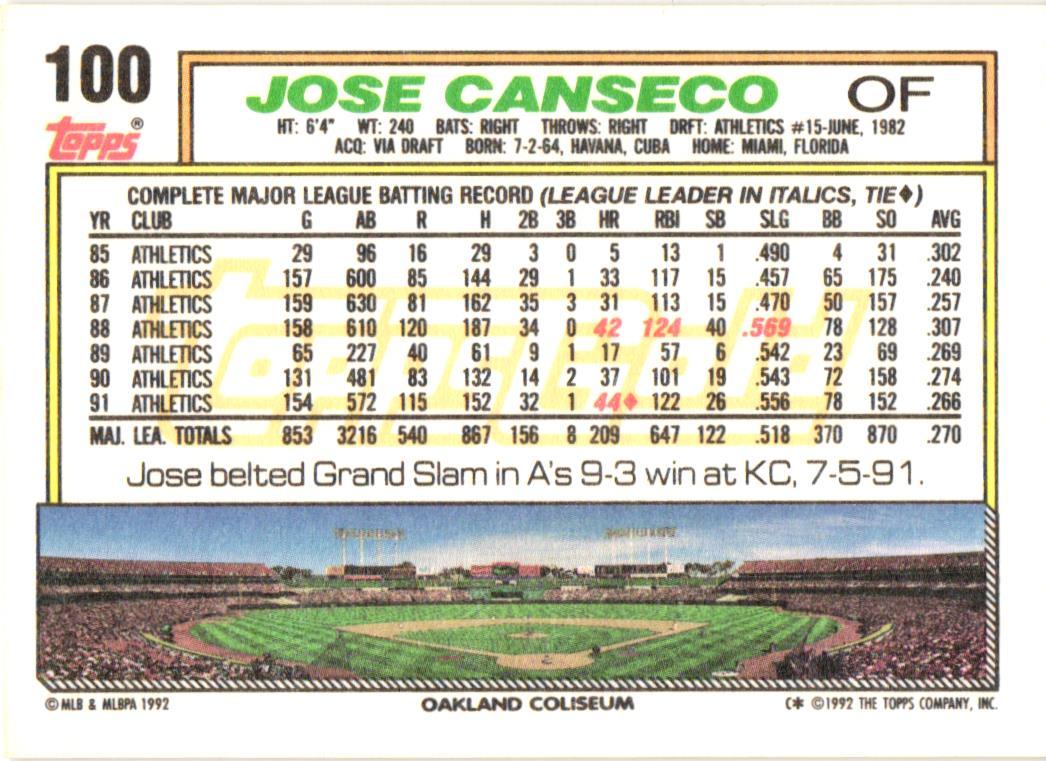 100
topps®
JOSE CANSECO OF
HT: 6'4" WT: 240 BATS: RIGHT THROWS: RIGHT DRFT: ATHLETICS #15-JUNE, 1982
ACQ: VIA DRAFT BORN: 7-2-64, HAVANA, CUBA HOME: MIAMI, FLORIDA
COMPLETE MAJOR LEAGUE BATTING RECORD (LEAGUE LEADER IN ITALICS, TIE♦)
YR CLUB G AB R H 2B 3B HR RBI SB SLG BB SO AVG
85 ATHLETICS 29 96 16 29 3 0 5 13 1 .490 4 31 .302
86 ATHLETICS 157 600 85 144 29 1 33 117 15 .457 65 175 .240
87 ATHLETICS 159 630 81 162 35 3 31 113 15 .470 50 157 .257
88 ATHLETICS 158 610 120 187 34 0 42 124 40 .569 78 128 .307
89 ATHLETICS 65 227 40 61 9 1 17 57 6 .542 23 69 .269
90 ATHLETICS 131 481 83 132 14 2 37 101 19 .543 72 158 .274
91 ATHLETICS 154 572 115 152 32 1 44♦ 122 26 .556 78 152 .266
MAJ. LEA. TOTALS 853 3216 540 867 156 8 209 647 122 .518 370 870 .270
ToppsGold
Jose belted Grand Slam in A's 9-3 win at KC, 7-5-91.
© MLB & MLBPA 1992 OAKLAND COLISEUM C* ©1992 THE TOPPS COMPANY, INC.